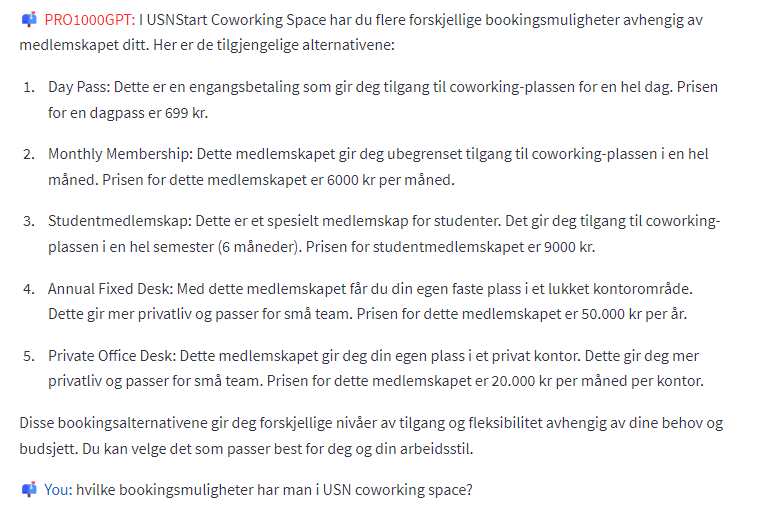 PRO1000GPT: I USNStart Coworking Space har du flere forskjellige bookingsmuligheter avhengig av
medlemskapet ditt. Her er de tilgjengelige alternativene:
1. Day Pass: Dette er en engangsbetaling som gir deg tilgang til coworking-plassen for en hel dag. Prisen
for en dagpass er 699 kr.
2. Monthly Membership: Dette medlemskapet gir deg ubegrenset tilgang til coworking-plassen i en hel
måned. Prisen for dette medlemskapet er 6000 kr per måned.
3. Studentmedlemskap: Dette er et spesielt medlemskap for studenter. Det gir deg tilgang til coworking-
plassen i en hel semester (6 måneder). Prisen for studentmedlemskapet er 9000 kr.
4. Annual Fixed Desk: Med dette medlemskapet får du din egen faste plass i et lukket kontorområde.
Dette gir mer privatliv og passer for små team. Prisen for dette medlemskapet er 50.000 kr per år.
5. Private Office Desk: Dette medlemskapet gir deg din egen plass i et privat kontor. Dette gir deg mer
privatliv og passer for små team. Prisen for dette medlemskapet er 20.000 kr per måned per kontor.
Disse bookingsalternativene gir deg forskjellige nivåer av tilgang og fleksibilitet avhengig av dine behov og
budsjett. Du kan velge det som passer best for deg og din arbeidsstil.
You: hvilke bookingsmuligheter har man i USN coworking space?